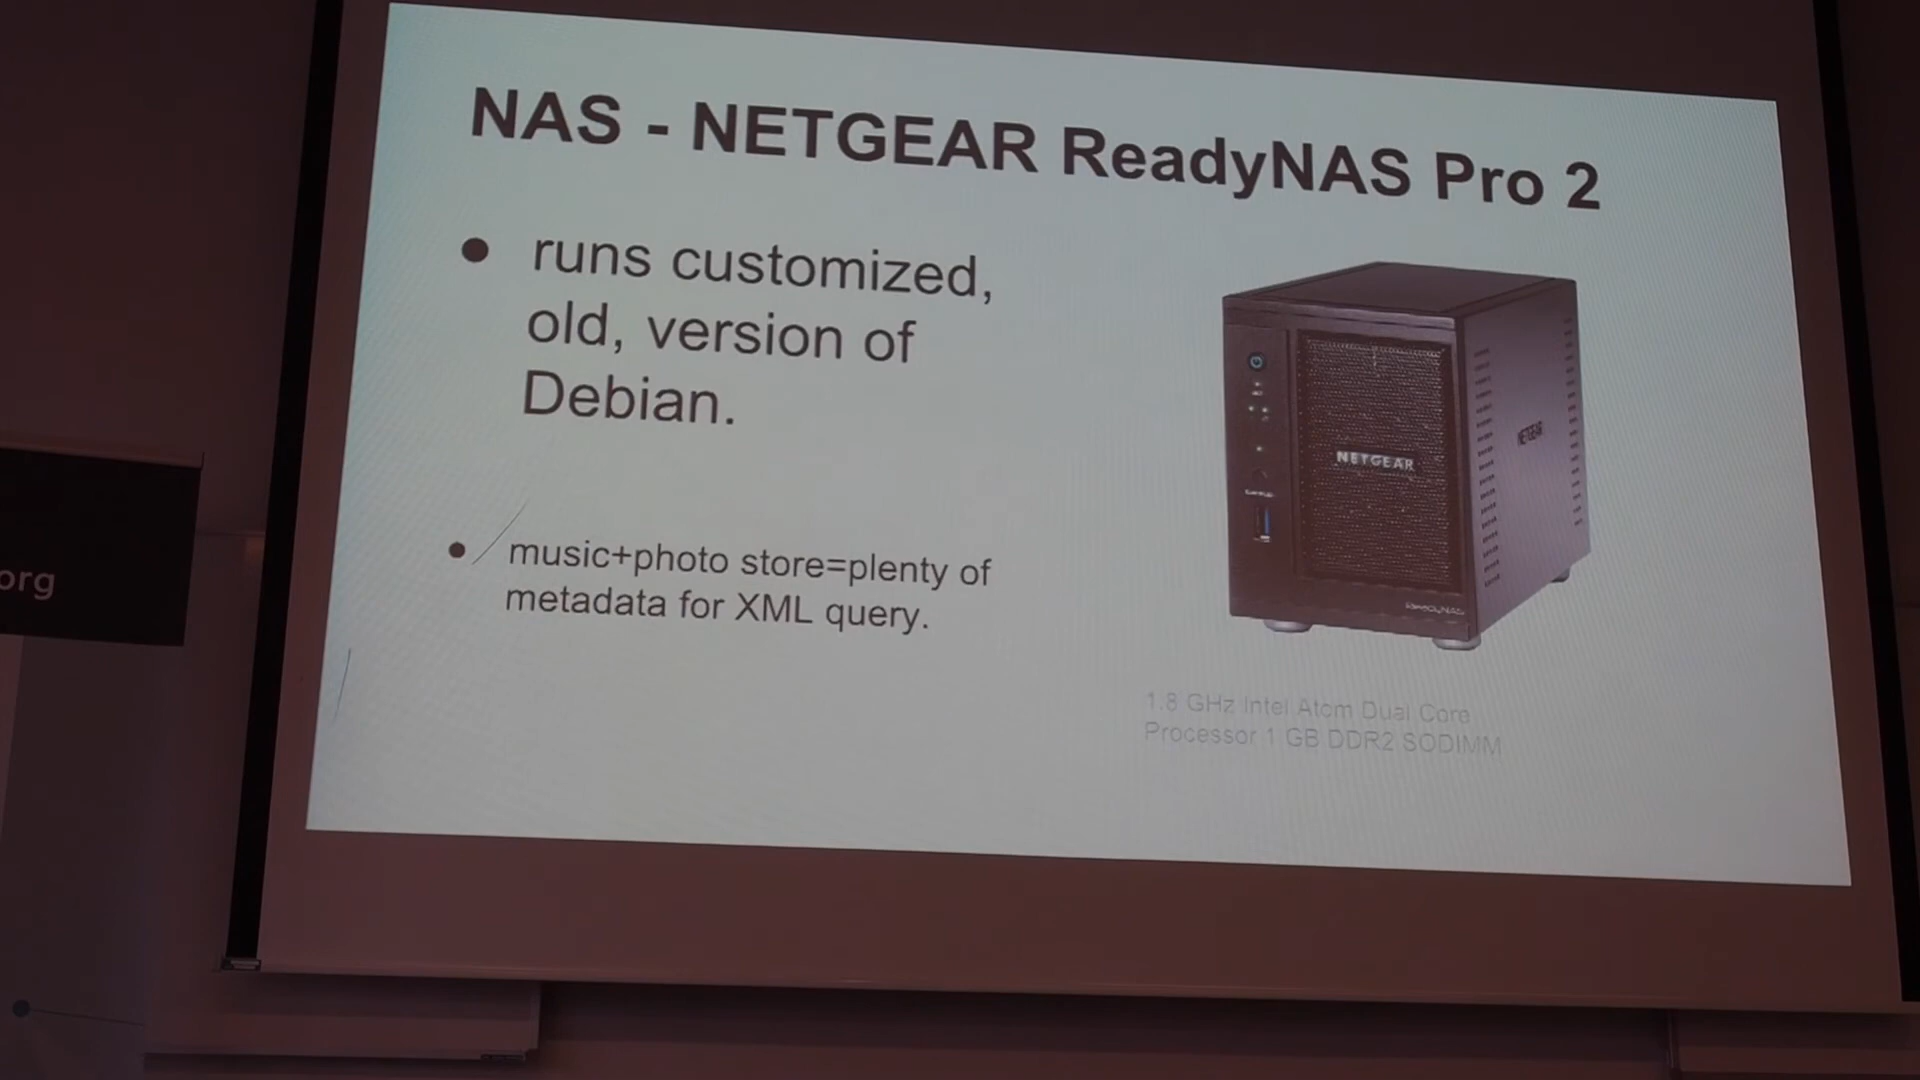 NAS - NETGEAR ReadyNAS Pro 2
● runs customized,
old, version of
Debian.
● music+photo store=plenty of
metadata for XML query.
NETGEAR
NETGEAR
ReadyNAS
1.8 GHz Intel Atom Dual Core
Processor 1 GB DDR2 SODIMM
org